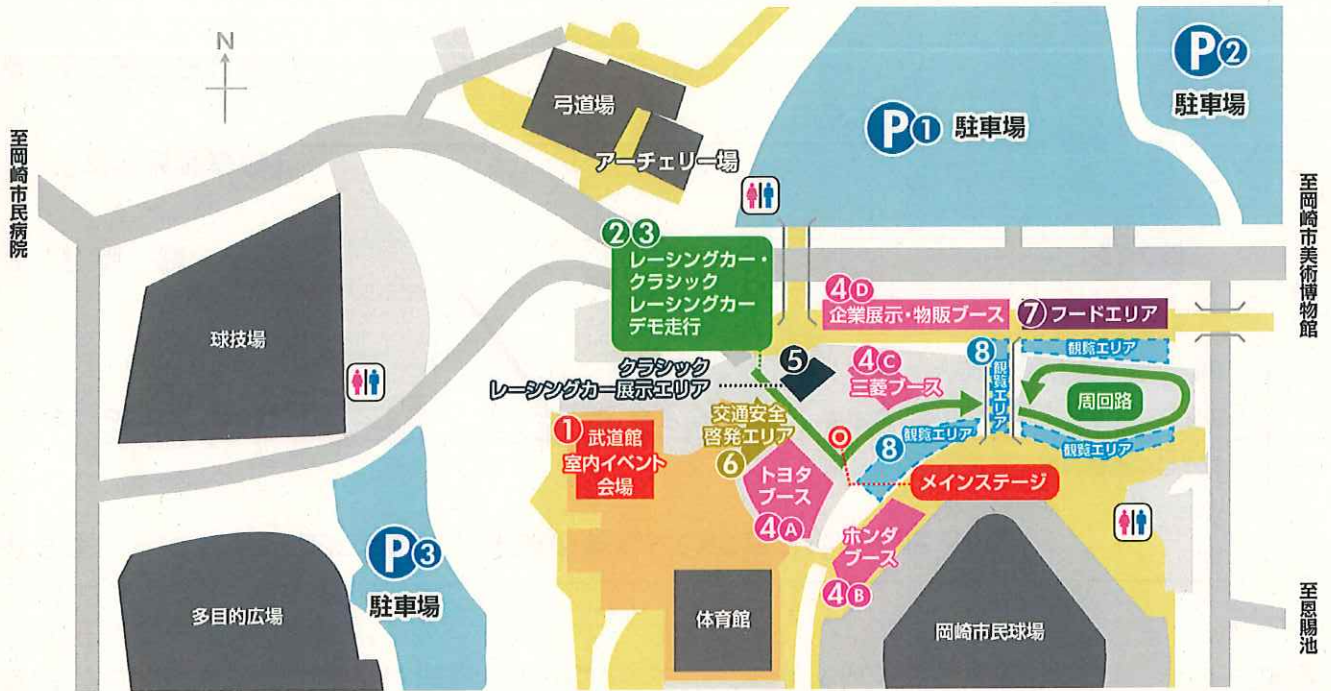 N
至岡崎市民病院
弓道場
アーチェリー場
P1 駐車場
P2
駐車場
至岡崎市美術博物館
球技場
②③
レーシングカー・
クラシック
レーシングカー
デモ走行
④D
企業展示・物販ブース
⑦フードエリア
クラシック
レーシングカー展示エリア
⑤
④C
三菱ブース
⑧
観覧エリア
観覧エリア
周回路
観覧エリア
①武道館
室内イベント
会場
交通安全
啓発エリア
⑥
トヨタ
ブース
④A
観覧エリア
⑧
メインステージ
ホンダ
ブース
④B
P3
駐車場
多目的広場
体育館
岡崎市民球場
至恩陽池